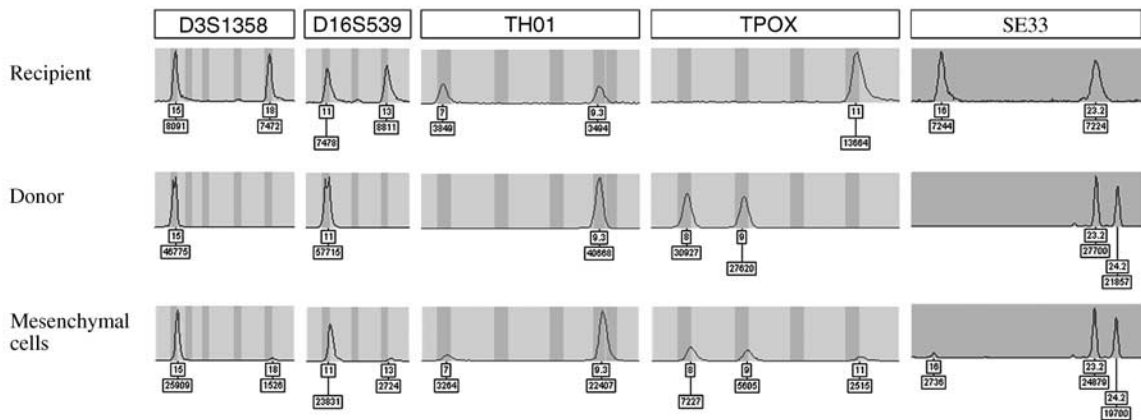 D3S1358 D16S539 TH01 TPOX SE33
Recipient
15 18 11 13 7 9.3 11 16 23.2
8091 7472 7478 8811 3849 3494 13664 7244 7224
Donor
15 11 9.3 8 9 23.2
46775 57715 40668 30927 27620 27700
24.2
21857
Mesenchymal
cells
15 18 11 13 7 9.3 8 9 11 16 23.2
25909 1526 23831 2724 3264 22407 7227 5605 2515 2736 24879
24.2
19700